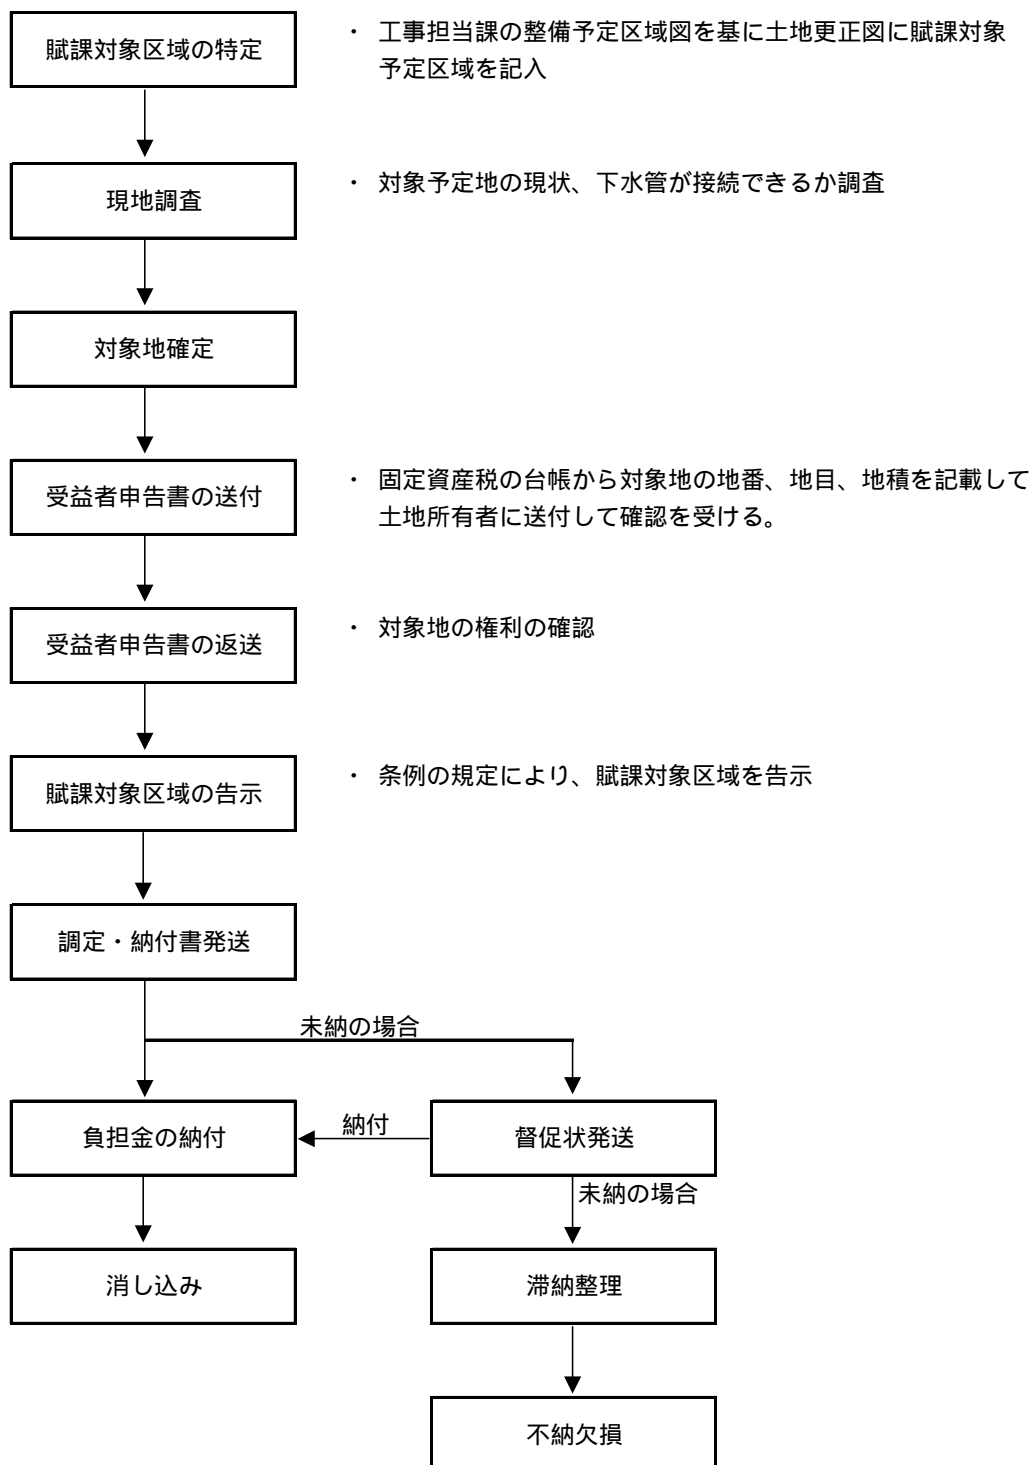 賦課対象区域の特定
・ 工事担当課の整備予定区域図を基に土地更正図に賦課対象
予定区域を記入
現地調査
・ 対象予定地の現状、下水管が接続できるか調査
対象地確定
受益者申告書の送付
・ 固定資産税の台帳から対象地の地番、地目、地積を記載して
土地所有者に送付して確認を受ける。
受益者申告書の返送
・ 対象地の権利の確認
賦課対象区域の告示
・ 条例の規定により、賦課対象区域を告示
調定・納付書発送
未納の場合
負担金の納付
納付
督促状発送
未納の場合
消し込み
滞納整理
不納欠損